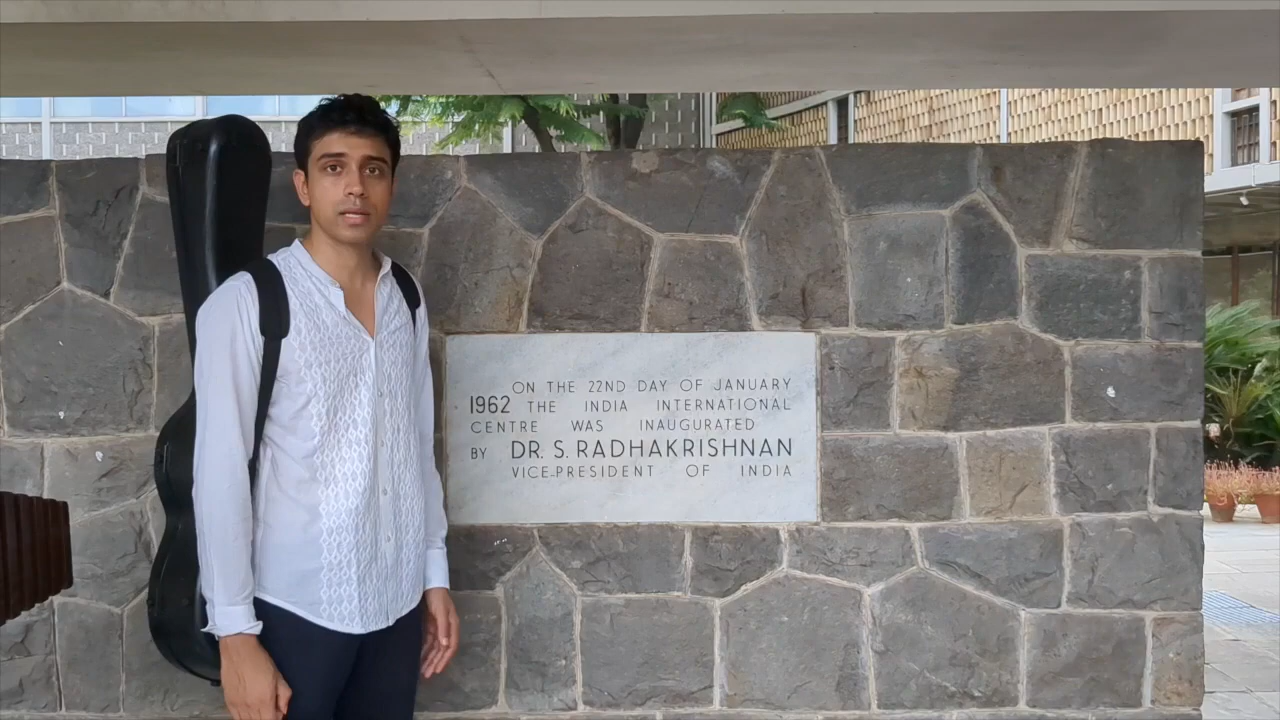 ON THE 22ND DAY OF JANUARY
1962 THE INDIA INTERNATIONAL
CENTRE WAS INAUGURATED
BY DR. S. RADHAKRISHNAN
VICE-PRESIDENT OF INDIA